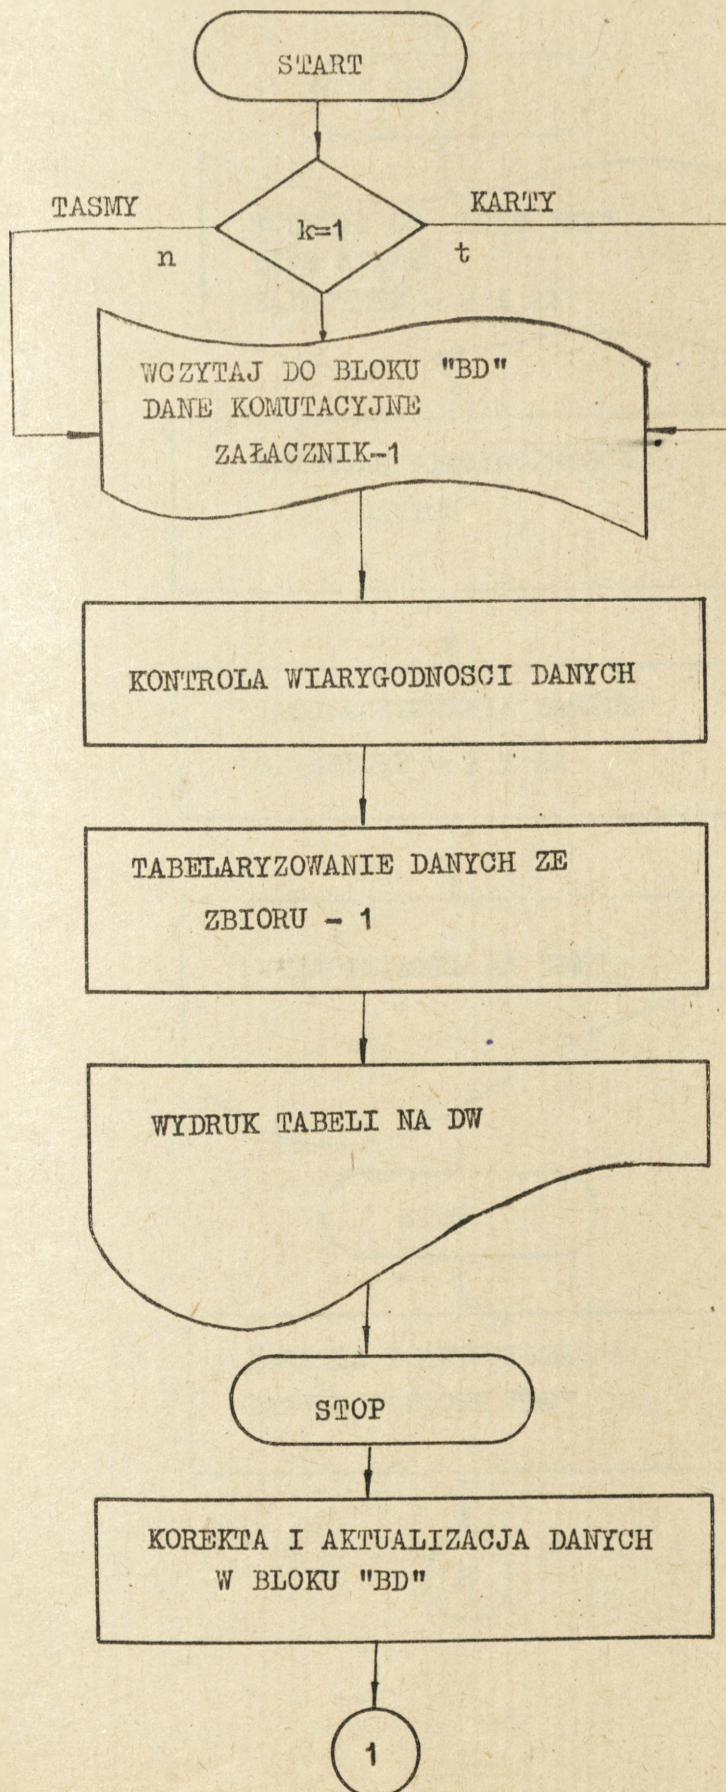 START
TASMY
KARTY
k=1
n
t
WCZYTAJ DO BLOKU "BD"
DANE KOMUTACYJNE
ZAŁACZNIK-1
KONTROLA WIARYGODNOSCI DANYCH
TABELARYZOWANIE DANYCH ZE
ZBIORU - 1
WYDRUK TABELI NA DW
STOP
KOREKTA I AKTUALIZACJA DANYCH
W BLOKU "BD"
1